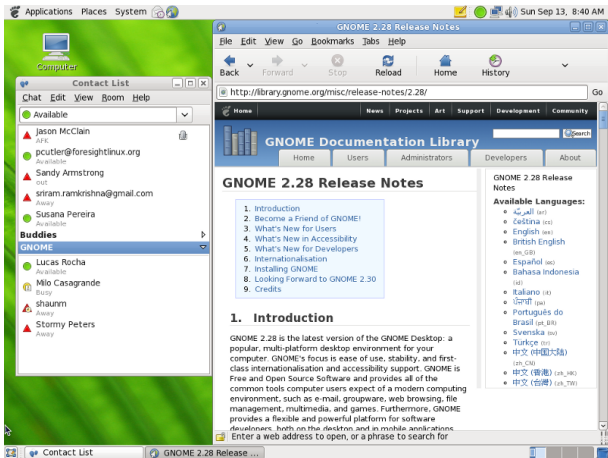 Applications Places System
Sun Sep 13, 8:40 AM
Computer
Contact List
Chat Edit View Room Help
Available
Jason McClain
AFK
pcutler@foresightlinux.org
Available
Sandy Armstrong
out
sriram.ramkrishna@gmail.com
Away
Susana Pereira
Available
Buddies
GNOME
Lucas Rocha
Available
Milo Casagrande
Busy
shaunm
Away
Stormy Peters
Away
GNOME 2.28 Release Notes
File Edit View Go Bookmarks Tabs Help
Back Forward Stop Reload Home History
http://library.gnome.org/misc/release-notes/2.28/
Go
Home News Projects Art Support Development Community
Search
GNOME Documentation Library
Home Users Administrators Developers About
GNOME 2.28 Release Notes
1. Introduction
2. Become a Friend of GNOME!
3. What's New for Users
4. What's New in Accessibility
5. What's New for Developers
6. Internationalisation
7. Installing GNOME
8. Looking Forward to GNOME 2.30
9. Credits
1. Introduction
GNOME 2.28 is the latest version of the GNOME Desktop: a
popular, multi-platform desktop environment for your
computer. GNOME's focus is ease of use, stability, and first-
class internationalisation and accessibility support. GNOME is
Free and Open Source Software and provides all of the
common tools computer users expect of a modern computing
environment, such as e-mail, groupware, web browsing, file
management, multimedia, and games. Furthermore, GNOME
provides a flexible and powerful platform for software
developers, both on the desktop and in mobile applications.
GNOME 2.28 Release
Notes
Available Languages:
العربيّة (ar)
čeština (cs)
English (en)
British English
(en_GB)
Español (es)
Bahasa Indonesia
(id)
Italiano (it)
ਪੰਜਾਬੀ (pa)
Português do
Brasil (pt_BR)
Svenska (sv)
Türkçe (tr)
中文 (中国大陆)
(zh_CN)
中文 (香港) (zh_HK)
中文 (台灣) (zh_TW)
Enter a web address to open, or a phrase to search for
Contact List
GNOME 2.28 Release ...